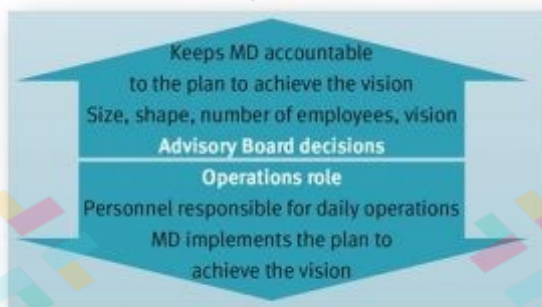 Keeps MD accountable
to the plan to achieve the vision
Size, shape, number of employees, vision
Advisory Board decisions
Operations role
Personnel responsible for daily operations
MD implements the plan to
achieve the vision